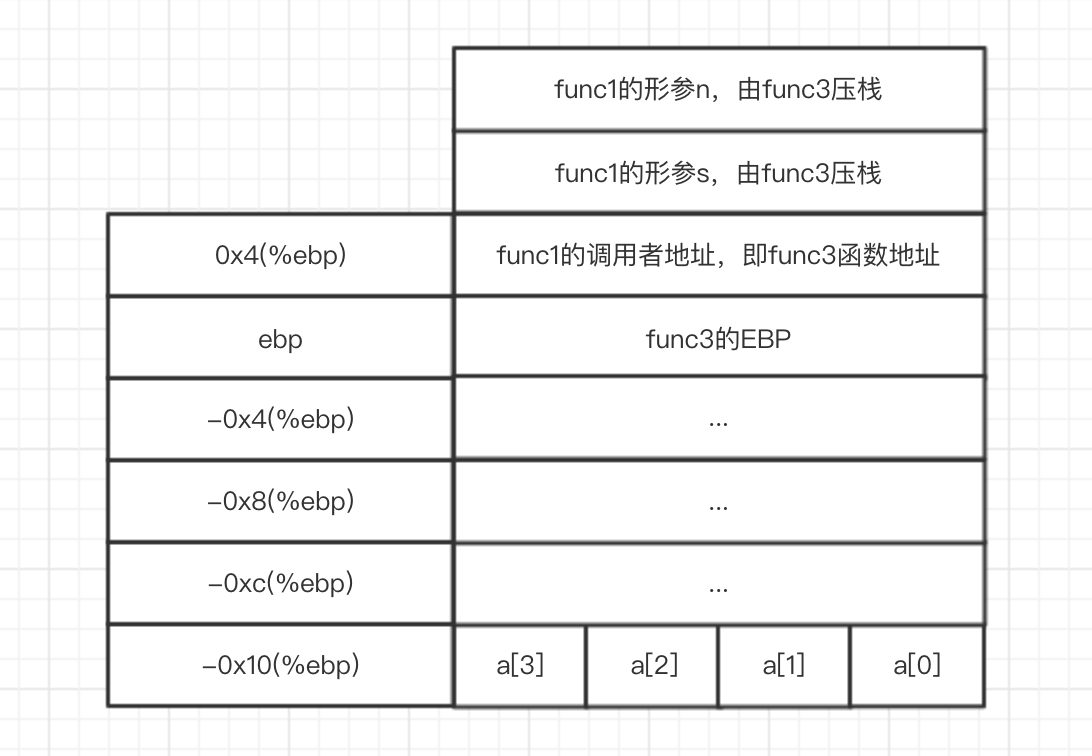 func1的形参n，由func3压栈
func1的形参s，由func3压栈
0x4(%ebp) func1的调用者地址，即func3函数地址
ebp func3的EBP
-0x4(%ebp) ...
-0x8(%ebp) ...
-0xc(%ebp) ...
-0x10(%ebp) a[3] a[2] a[1] a[0]